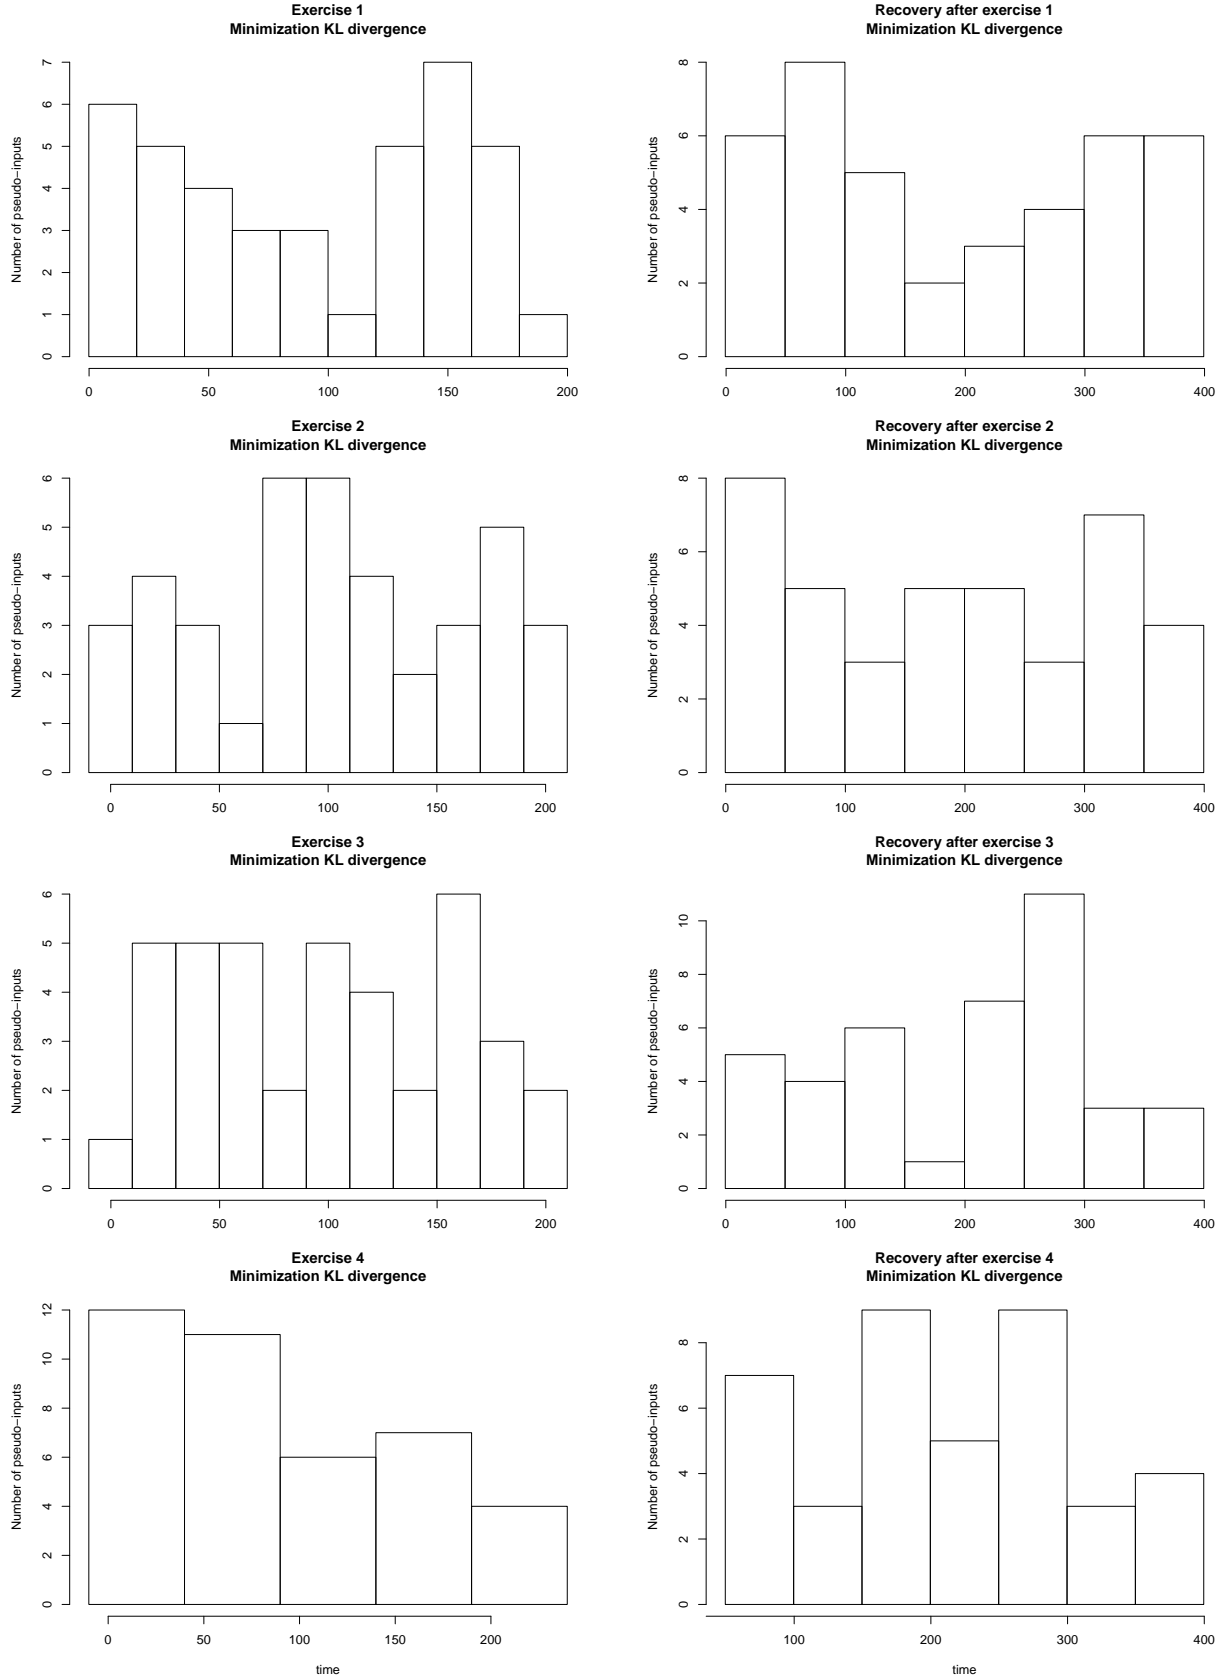 Exercise 1
Minimization KL divergence
Number of pseudo−inputs
0 1 2 3 4 5 6 7
0 50 100 150 200
Recovery after exercise 1
Minimization KL divergence
Number of pseudo−inputs
0 2 4 6 8
0 100 200 300 400
Exercise 2
Minimization KL divergence
Number of pseudo−inputs
0 1 2 3 4 5 6
0 50 100 150 200
Recovery after exercise 2
Minimization KL divergence
Number of pseudo−inputs
0 2 4 6 8
0 100 200 300 400
Exercise 3
Minimization KL divergence
Number of pseudo−inputs
0 1 2 3 4 5 6
0 50 100 150 200
Recovery after exercise 3
Minimization KL divergence
Number of pseudo−inputs
0 2 4 6 8 10
0 100 200 300 400
Exercise 4
Minimization KL divergence
Number of pseudo−inputs
0 2 4 6 8 10 12
0 50 100 150 200
time
Recovery after exercise 4
Minimization KL divergence
Number of pseudo−inputs
0 2 4 6 8
100 200 300 400
time